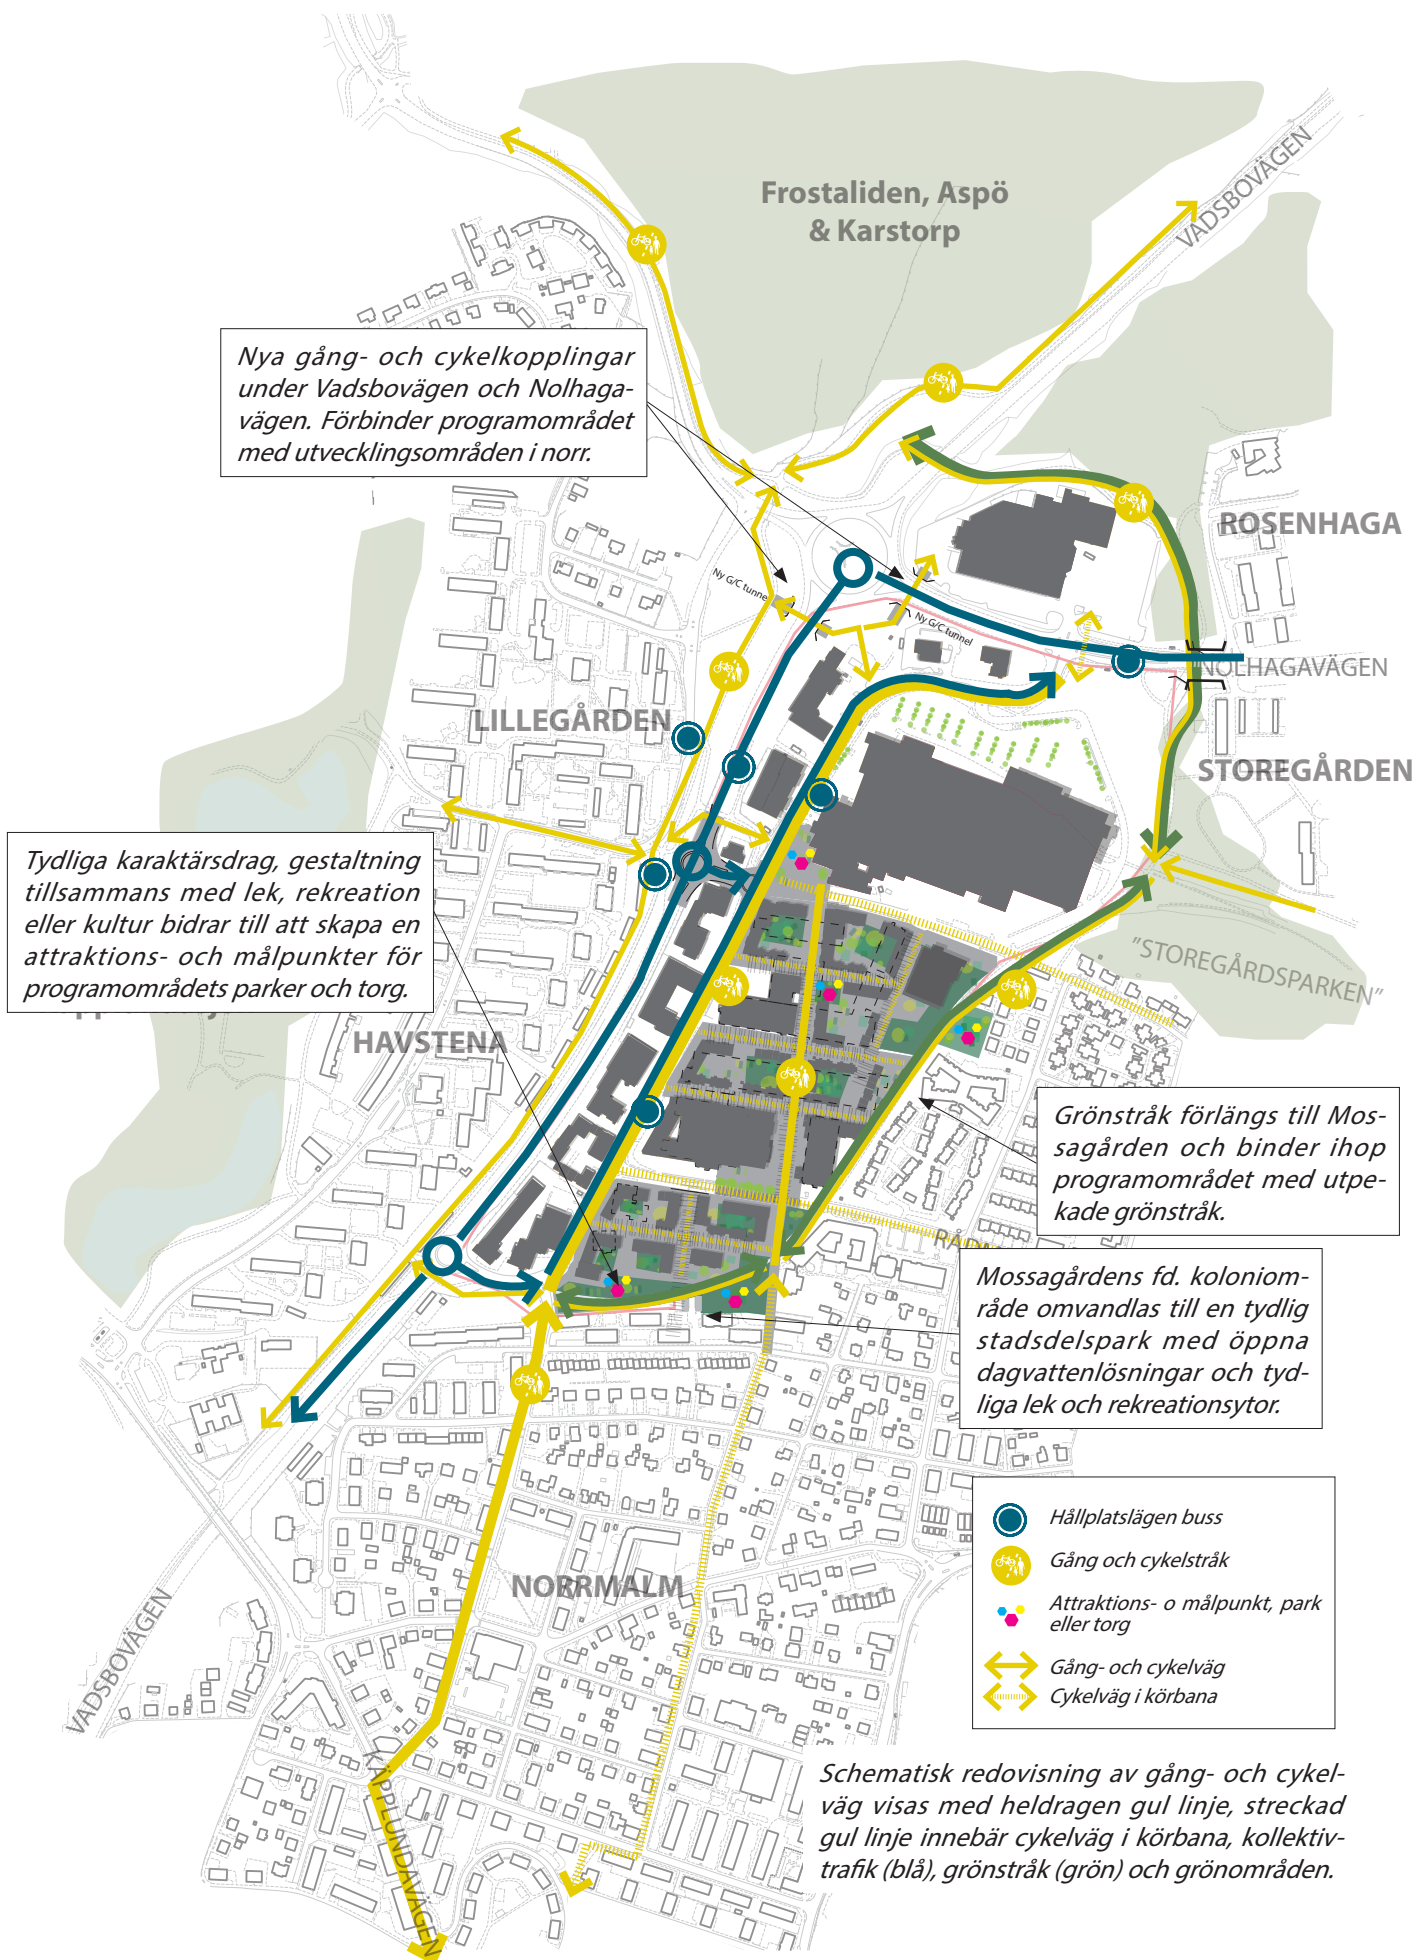 Frostaliden, Aspö
& Karstorp
VADSBOVÄGEN
Nya gång- och cykelkopplingar
under Vadsbovägen och Nolhaga-
vägen. Förbinder programområdet
med utvecklingsområden i norr.
ROSENHAGA
Ny G/C tunnel
Ny G/C tunnel
NOLHAGAVÄGEN
LILLEGÅRDEN
STOREGÅRDEN
Tydliga karaktärsdrag, gestaltning
tillsammans med lek, rekreation
eller kultur bidrar till att skapa en
attraktions- och målpunkter för
programområdets parker och torg.
"STOREGÅRDSPARKEN"
HAVSTENA
Grönstråk förlängs till Mos-
sagården och binder ihop
programområdet med utpe-
kade grönstråk.
Mossagårdens fd. koloniom-
råde omvandlas till en tydlig
stadsdelspark med öppna
dagvattenlösningar och tyd-
liga lek och rekreationsytor.
Hållplatslägen buss
Gång och cykelstråk
Attraktions- o målpunkt, park
eller torg
Gång- och cykelväg
Cykelväg i körbana
NORRMALM
VADSBOVÄGEN
KÄPPLUNDAVÄGEN
Schematisk redovisning av gång- och cykel-
väg visas med heldragen gul linje, streckad
gul linje innebär cykelväg i körbana, kollektiv-
trafik (blå), grönstråk (grön) och grönområden.